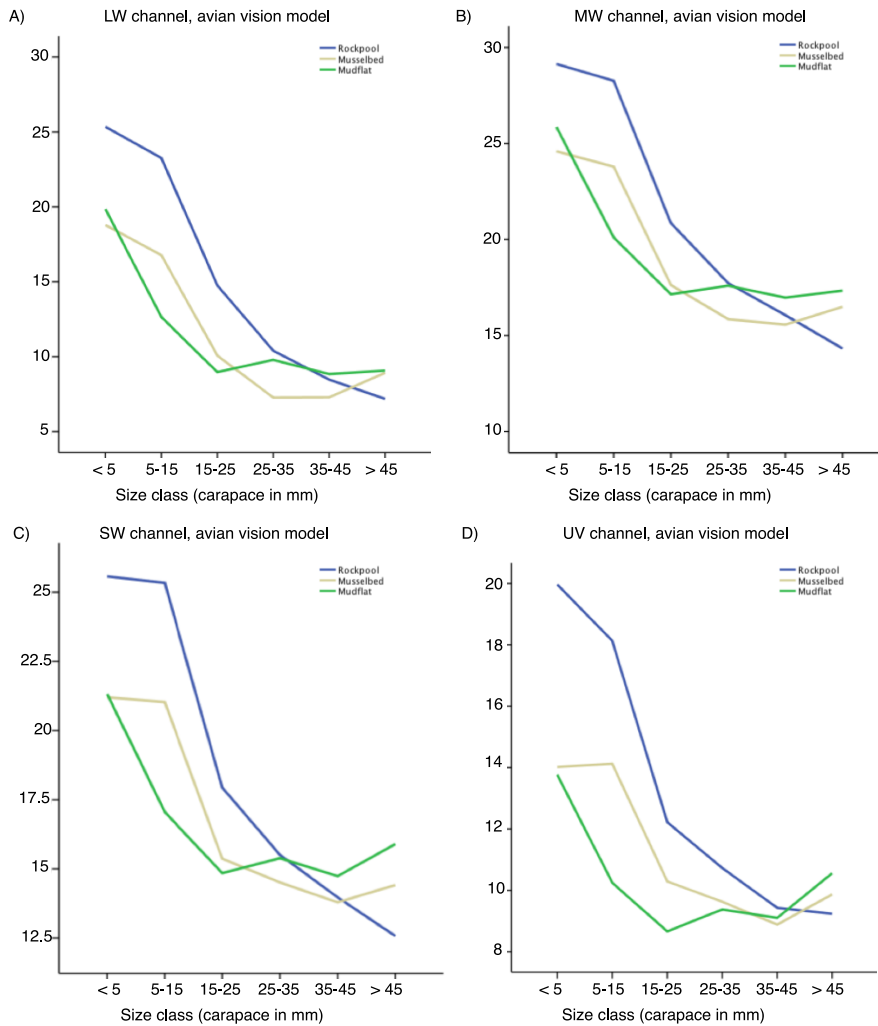 A) LW channel, avian vision model
Rockpool
Musselbed
Mudflat
30
25
20
15
10
5
< 5 5-15 15-25 25-35 35-45 > 45
Size class (carapace in mm)
B) MW channel, avian vision model
Rockpool
Musselbed
Mudflat
30
25
20
15
10
< 5 5-15 15-25 25-35 35-45 > 45
Size class (carapace in mm)
C) SW channel, avian vision model
Rockpool
Musselbed
Mudflat
25
22.5
20
17.5
15
12.5
< 5 5-15 15-25 25-35 35-45 > 45
Size class (carapace in mm)
D) UV channel, avian vision model
Rockpool
Musselbed
Mudflat
20
18
16
14
12
10
8
< 5 5-15 15-25 25-35 35-45 > 45
Size class (carapace in mm)